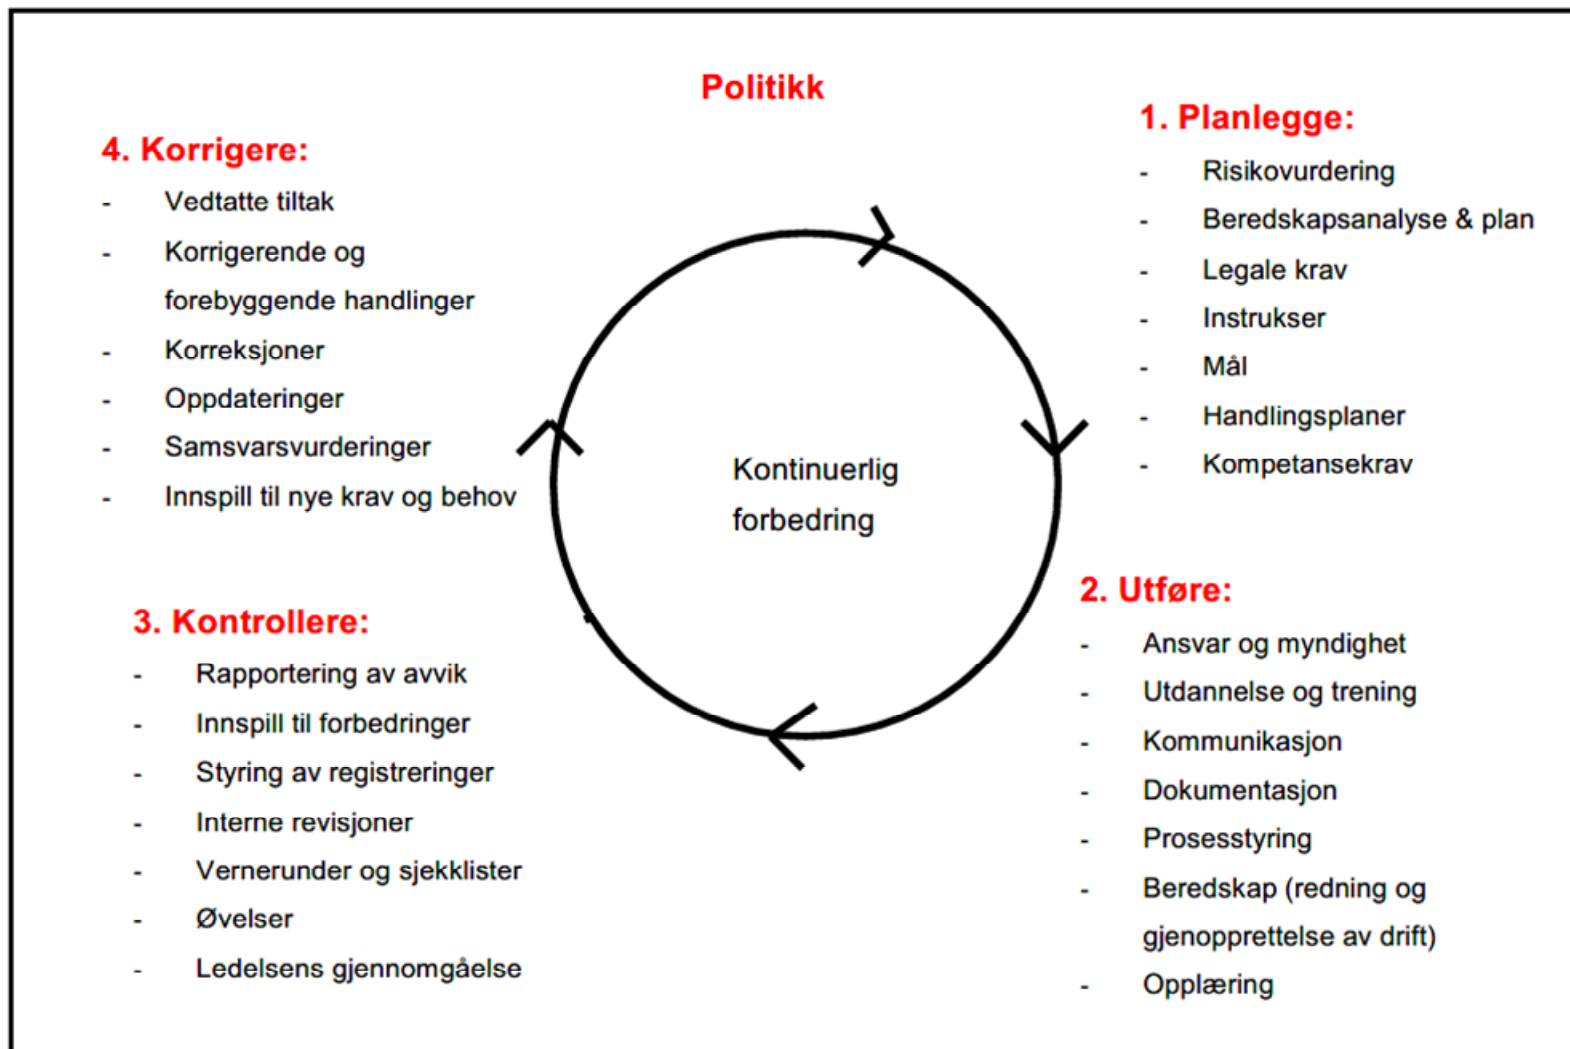 Politikk
1. Planlegge:
- Risikovurdering
- Beredskapsanalyse & plan
- Legale krav
- Instrukser
- Mål
- Handlingsplaner
- Kompetansekrav
2. Utføre:
- Ansvar og myndighet
- Utdannelse og trening
- Kommunikasjon
- Dokumentasjon
- Prosesstyring
- Beredskap (redning og
gjenopprettelse av drift)
- Opplæring
3. Kontrollere:
- Rapportering av avvik
- Innspill til forbedringer
- Styring av registreringer
- Interne revisjoner
- Vernerunder og sjekklister
- Øvelser
- Ledelsens gjennomgåelse
4. Korrigere:
- Vedtatte tiltak
- Korrigerende og
forebyggende handlinger
- Korreksjoner
- Oppdateringer
- Samsvarsvurderinger
- Innspill til nye krav og behov
Kontinuerlig
forbedring